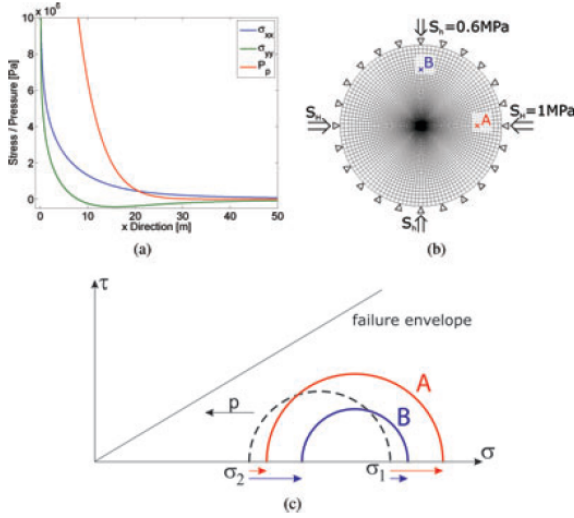 × 10⁶
10
8
6
4
2
0
0 10 20 30 40 50
Stress / Pressure [Pa]
x Direction [m]
σxx
σyy
Pp
(a)
Sh=0.6MPa
B
SH
SH=1MPa
A
Sh
(b)
τ
failure envelope
A
p
B
σ
σ2
σ1
(c)